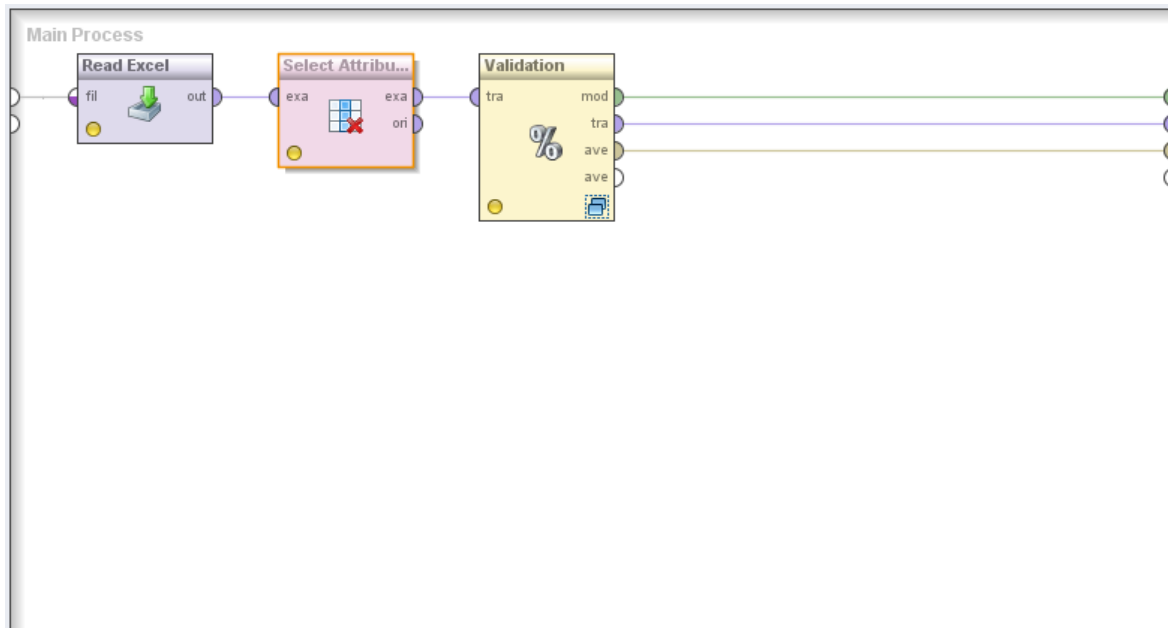 Main Process
Read Excel
fil out
Select Attribu...
exa exa
ori
Validation
tra mod
tra
% ave
ave